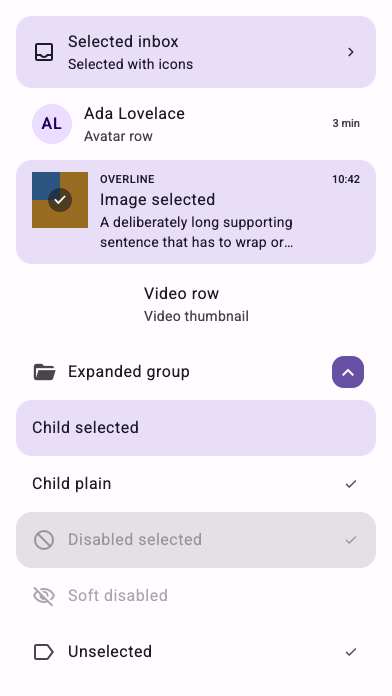 Selected inbox
Selected with icons
AL
Ada Lovelace
Avatar row
3 min
OVERLINE
10:42
Image selected
A deliberately long supporting
sentence that has to wrap or…
Video row
Video thumbnail
Expanded group
Child selected
Child plain
Disabled selected
Soft disabled
Unselected